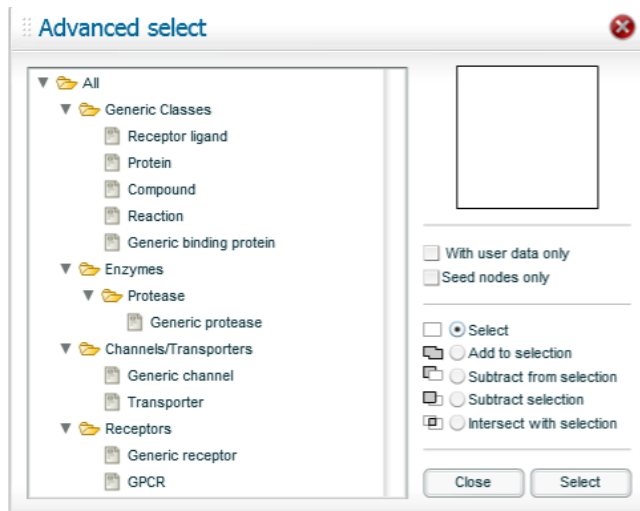 Advanced select
All
Generic Classes
Receptor ligand
Protein
Compound
Reaction
Generic binding protein
Enzymes
Protease
Generic protease
Channels/Transporters
Generic channel
Transporter
Receptors
Generic receptor
GPCR
With user data only
Seed nodes only
Select
Add to selection
Subtract from selection
Subtract selection
Intersect with selection
Close
Select